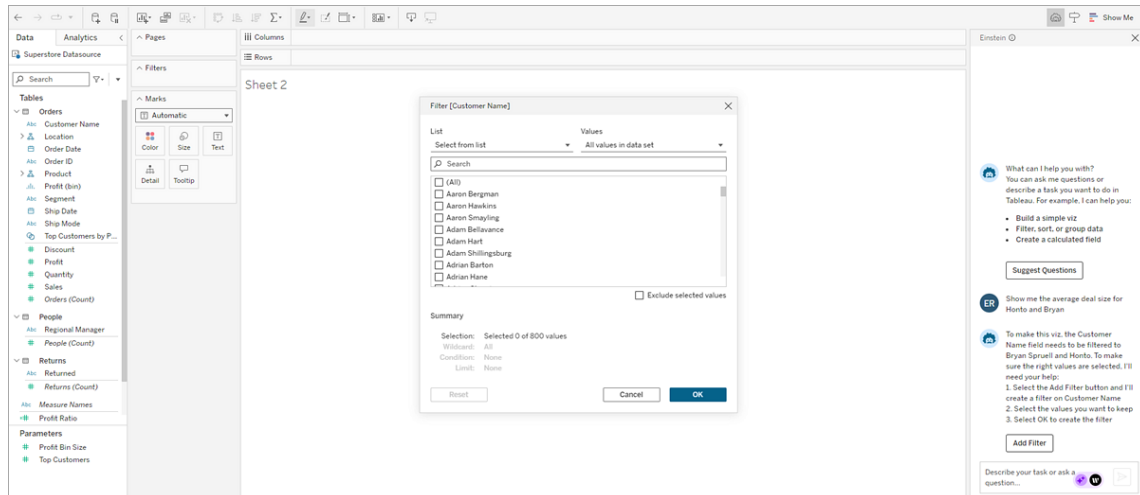 Show Me
Data
Analytics
Superstore Datasource
Search
Tables
Orders
Abc Customer Name
Location
Order Date
Abc Order ID
Product
Profit (bin)
Abc Segment
Ship Date
Abc Ship Mode
Top Customers by P...
# Discount
# Profit
# Quantity
# Sales
# Orders (Count)
People
Abc Regional Manager
# People (Count)
Returns
Abc Returned
# Returns (Count)
Abc Measure Names
=# Profit Ratio
Parameters
# Profit Bin Size
# Top Customers
Pages
Filters
Marks
Automatic
Color
Size
Text
Detail
Tooltip
Columns
Rows
Sheet 2
Filter [Customer Name]
List
Values
Select from list
All values in data set
Search
(All)
Aaron Bergman
Aaron Hawkins
Aaron Smayling
Adam Bellavance
Adam Hart
Adam Shillingsburg
Adrian Barton
Adrian Hane
Exclude selected values
Summary
Selection: Selected 0 of 800 values
Wildcard: All
Condition: None
Limit: None
Reset
Cancel
OK
Einstein
What can I help you with?
You can ask me questions or
describe a task you want to do in
Tableau. For example, I can help you:
• Build a simple viz
• Filter, sort, or group data
• Create a calculated field
Suggest Questions
ER
Show me the average deal size for
Honto and Bryan
To make this viz, the Customer
Name field needs to be filtered to
Bryan Spruell and Honto. To make
sure the right values are selected, I'll
need your help:
1. Select the Add Filter button and I'll
create a filter on Customer Name
2. Select the values you want to keep
3. Select OK to create the filter
Add Filter
Describe your task or ask a
question...